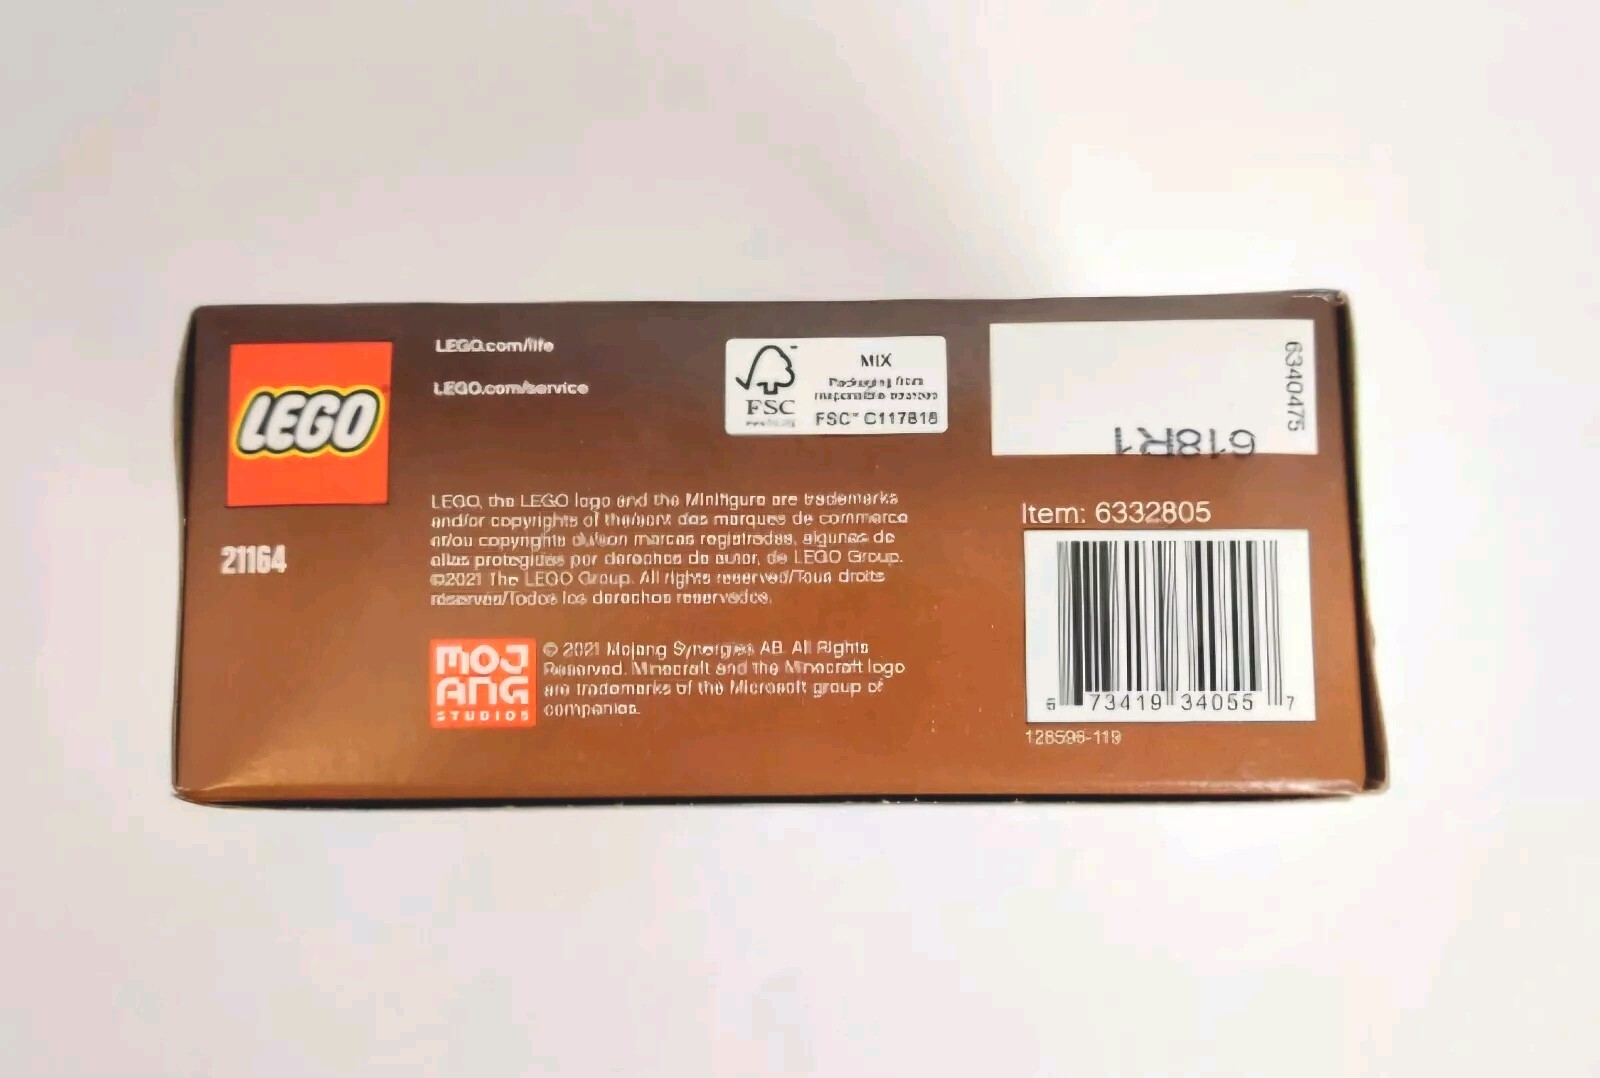 LEGO
21164
LEGO.com/life
LEGO.com/service
FSC
MIX
Packaging from
responsible sources
FSC™ C117818
6340475
618R1
LEGO, the LEGO logo and the Minifigure are trademarks
and/or copyrights of the/sont des marques de commerce
et/ou copyrights du/son marcas registradas, algunas de
ellas protegidas por derechos de autor, de LEGO Group.
©2021 The LEGO Group. All rights reserved/Tous droits
réservés/Todos los derechos reservados.
MOJ
ANG
STUDIOS
© 2021 Mojang Synergies AB. All Rights
Reserved. Minecraft and the Minecraft logo
are trademarks of the Microsoft group of
companies.
Item: 6332805
73419 34055 7